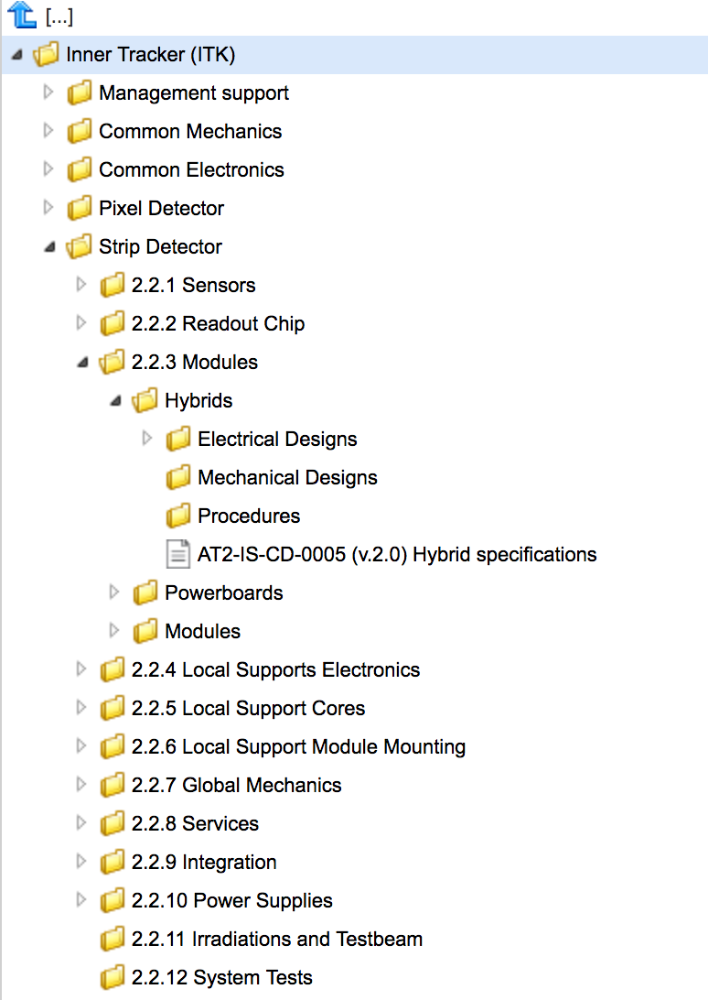 [...]
Inner Tracker (ITK)
Management support
Common Mechanics
Common Electronics
Pixel Detector
Strip Detector
2.2.1 Sensors
2.2.2 Readout Chip
2.2.3 Modules
Hybrids
Electrical Designs
Mechanical Designs
Procedures
AT2-IS-CD-0005 (v.2.0) Hybrid specifications
Powerboards
Modules
2.2.4 Local Supports Electronics
2.2.5 Local Support Cores
2.2.6 Local Support Module Mounting
2.2.7 Global Mechanics
2.2.8 Services
2.2.9 Integration
2.2.10 Power Supplies
2.2.11 Irradiations and Testbeam
2.2.12 System Tests